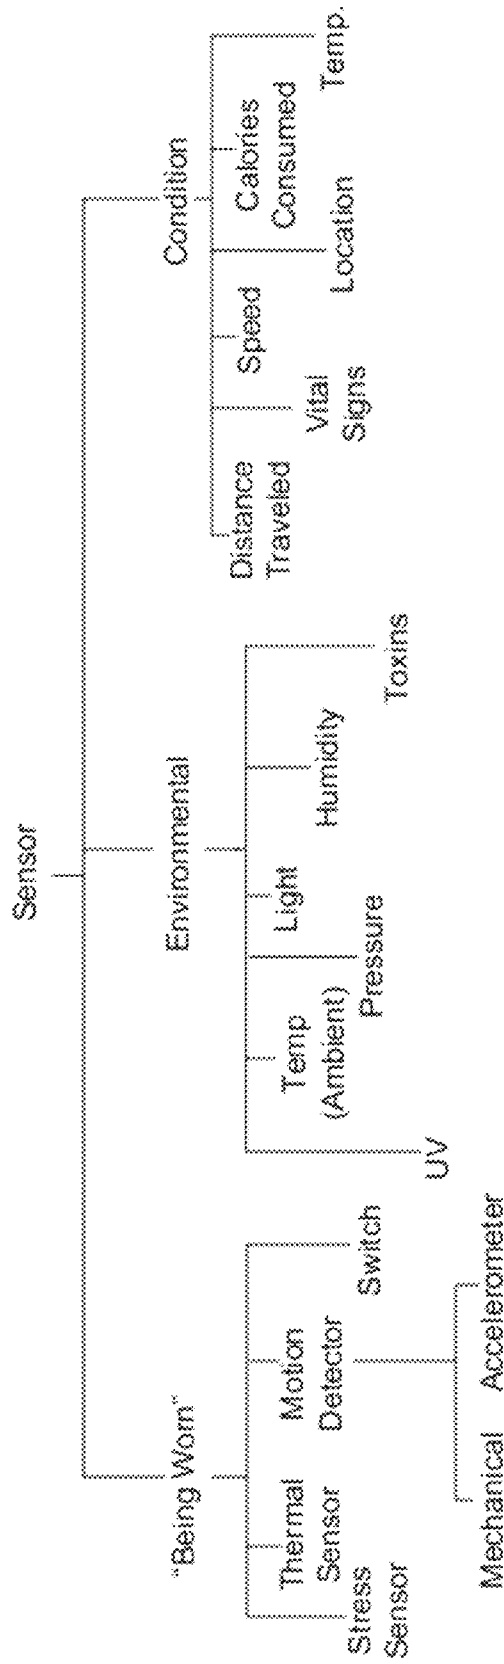 Sensor
"Being Worn"
Environmental
Condition
Stress
Sensor
Thermal
Sensor
Motion
Detector
Switch
Mechanical
Accelerometer
UV
Temp
(Ambient)
Pressure
Light
Humidity
Toxins
Distance
Traveled
Vital
Signs
Speed
Location
Calories
Consumed
Temp.